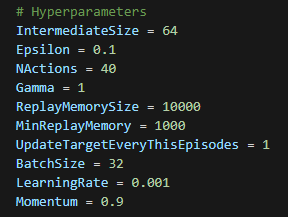 # Hyperparameters
IntermediateSize = 64
Epsilon = 0.1
NActions = 40
Gamma = 1
ReplayMemorySize = 10000
MinReplayMemory = 1000
UpdateTargetEveryThisEpisodes = 1
BatchSize = 32
LearningRate = 0.001
Momentum = 0.9